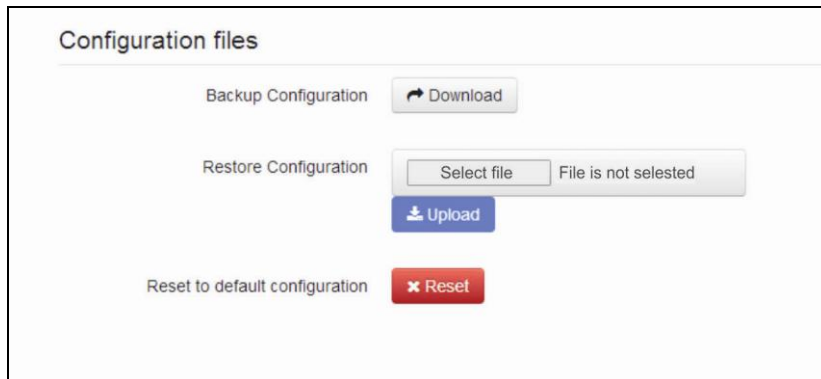 Configuration files
Backup Configuration Download
Restore Configuration Select file File is not selested
Upload
Reset to default configuration Reset